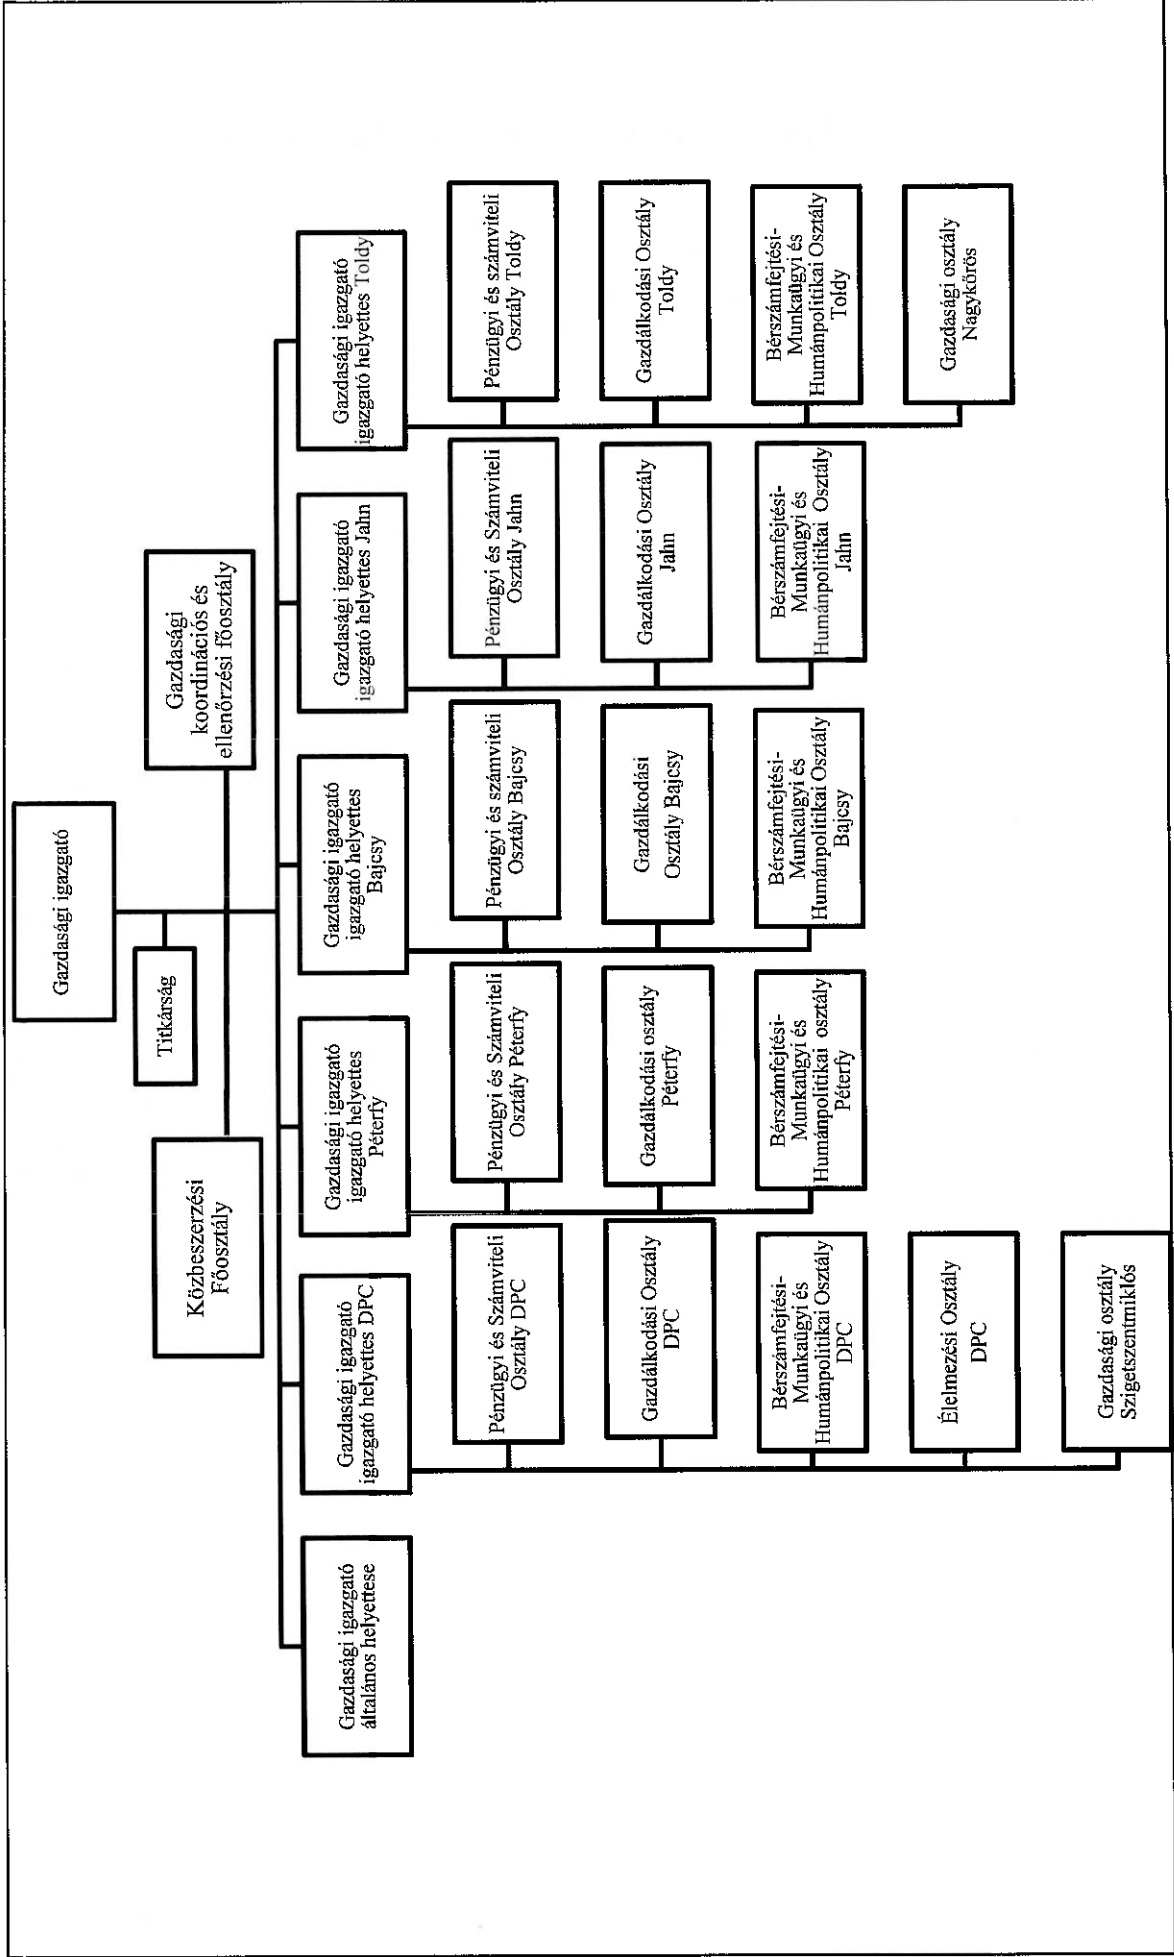 Gazdasági igazgató
Titkárság
Közbeszerzési
Főosztály
Gazdasági
koordinációs és
ellenőrzési főosztály
Gazdasági igazgató
általános helyettese
Gazdasági igazgató
igazgató helyettes DPC
Gazdasági igazgató
igazgató helyettes
Péterfy
Gazdasági igazgató
igazgató helyettes
Bajcsy
Gazdasági igazgató
igazgató helyettes Jahn
Gazdasági igazgató
igazgató helyettes Toldy
Pénzügyi és Számviteli
Osztály DPC
Pénzügyi és Számviteli
Osztály Péterfy
Pénzügyi és számviteli
Osztály Bajcsy
Pénzügyi és Számviteli
Osztály Jahn
Pénzügyi és számviteli
Osztály Toldy
Gazdálkodási Osztály
DPC
Gazdálkodási osztály
Péterfy
Gazdálkodási
Osztály Bajcsy
Gazdálkodási Osztály
Jahn
Gazdálkodási Osztály
Toldy
Bérszámfejtési-
Munkaügyi és
Humánpolitikai Osztály
DPC
Bérszámfejtési-
Munkaügyi és
Humánpolitikai osztály
Péterfy
Bérszámfejtési-
Munkaügyi és
Humánpolitikai Osztály
Bajcsy
Bérszámfejtési-
Munkaügyi és
Humánpolitikai Osztály
Jahn
Bérszámfejtési-
Munkaügyi és
Humánpolitikai Osztály
Toldy
Élelmezési Osztály
DPC
Gazdasági osztály
Nagykőrös
Gazdasági osztály
Szigetszentmiklós